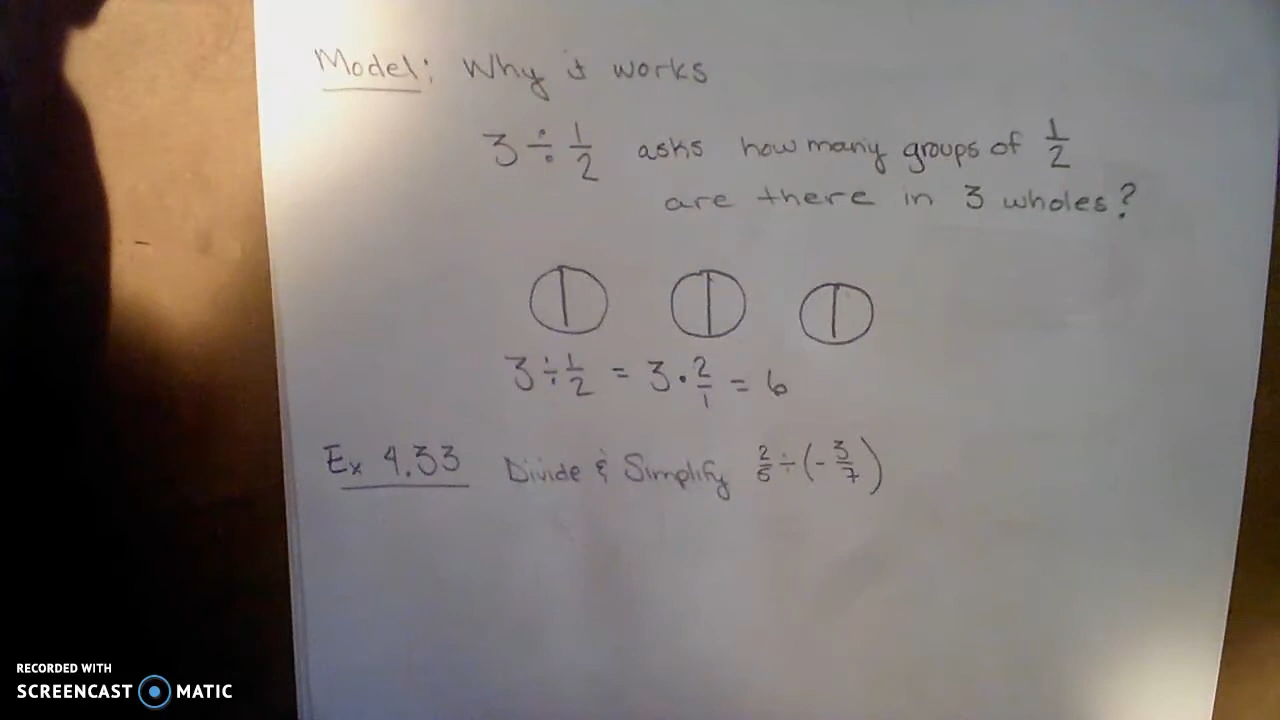 Model: Why it works
3 ÷ 1/2 asks how many groups of 1/2
are there in 3 wholes?
3 ÷ 1/2 = 3 · 2/1 = 6
Ex 4.33 Divide & Simplify 2/5 ÷ (-3/7)
RECORDED WITH
SCREENCAST MATIC